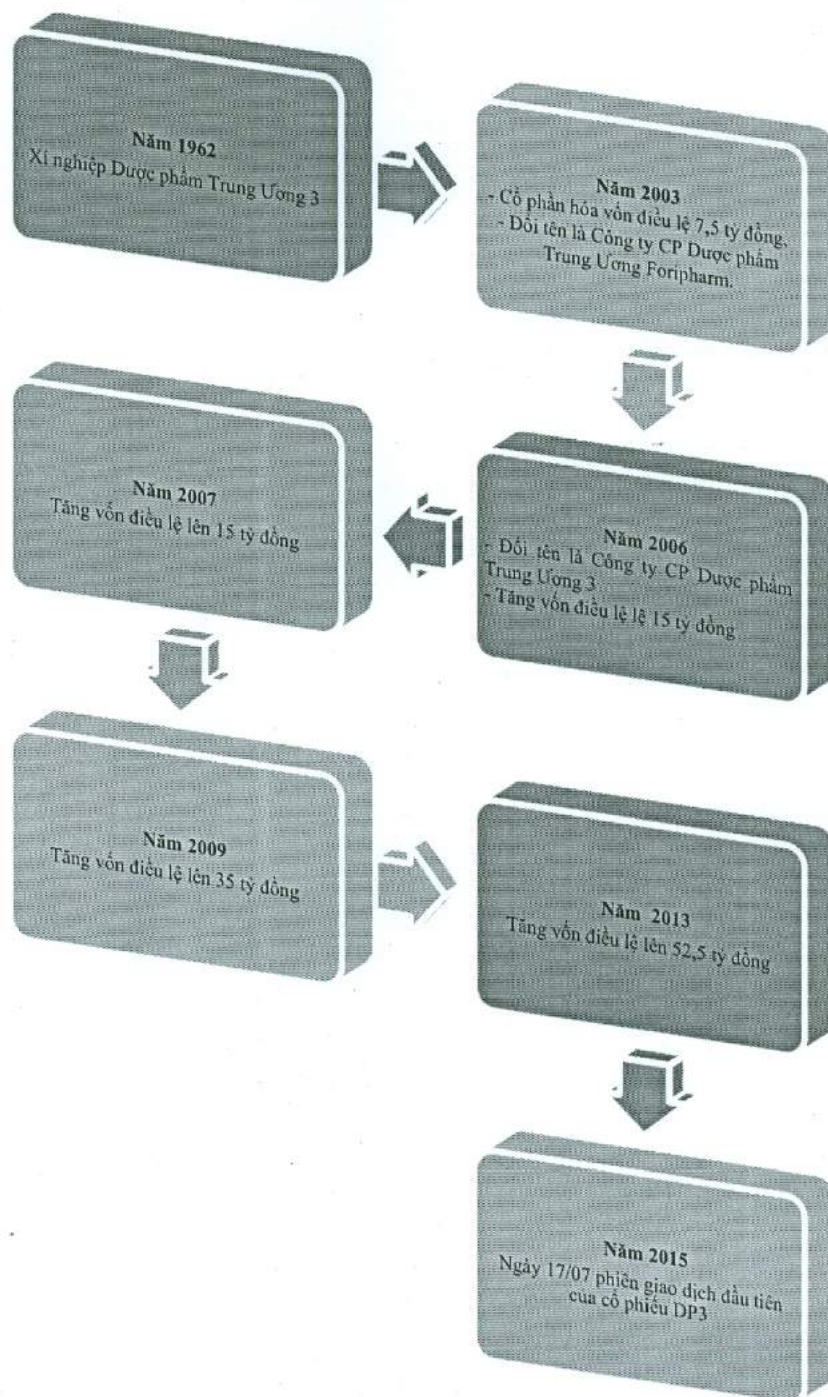 Năm 1962
Xí nghiệp Dược phẩm Trung Ương 3
Năm 2003
- Cổ phần hóa vốn điều lệ 7,5 tỷ đồng,
- Đổi tên là Công ty CP Dược phẩm
Trung Ương Foripharm.
Năm 2006
- Đổi tên là Công ty CP Dược phẩm
Trung Ương 3
- Tăng vốn điều lệ lệ 15 tỷ đồng
Năm 2007
Tăng vốn điều lệ lên 15 tỷ đồng
Năm 2009
Tăng vốn điều lệ lên 35 tỷ đồng
Năm 2013
Tăng vốn điều lệ lên 52,5 tỷ đồng
Năm 2015
Ngày 17/07 phiên giao dịch đầu tiên
của cổ phiếu DP3